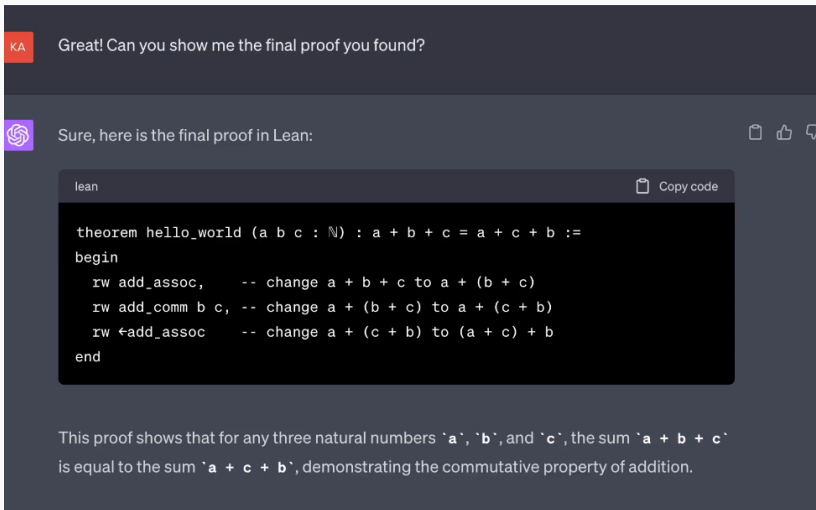 KA
Great! Can you show me the final proof you found?
Sure, here is the final proof in Lean:
lean
Copy code
theorem hello_world (a b c : ℕ) : a + b + c = a + c + b :=
begin
  rw add_assoc,    -- change a + b + c to a + (b + c)
  rw add_comm b c, -- change a + (b + c) to a + (c + b)
  rw ←add_assoc    -- change a + (c + b) to (a + c) + b
end
This proof shows that for any three natural numbers `a`, `b`, and `c`, the sum `a + b + c`
is equal to the sum `a + c + b`, demonstrating the commutative property of addition.